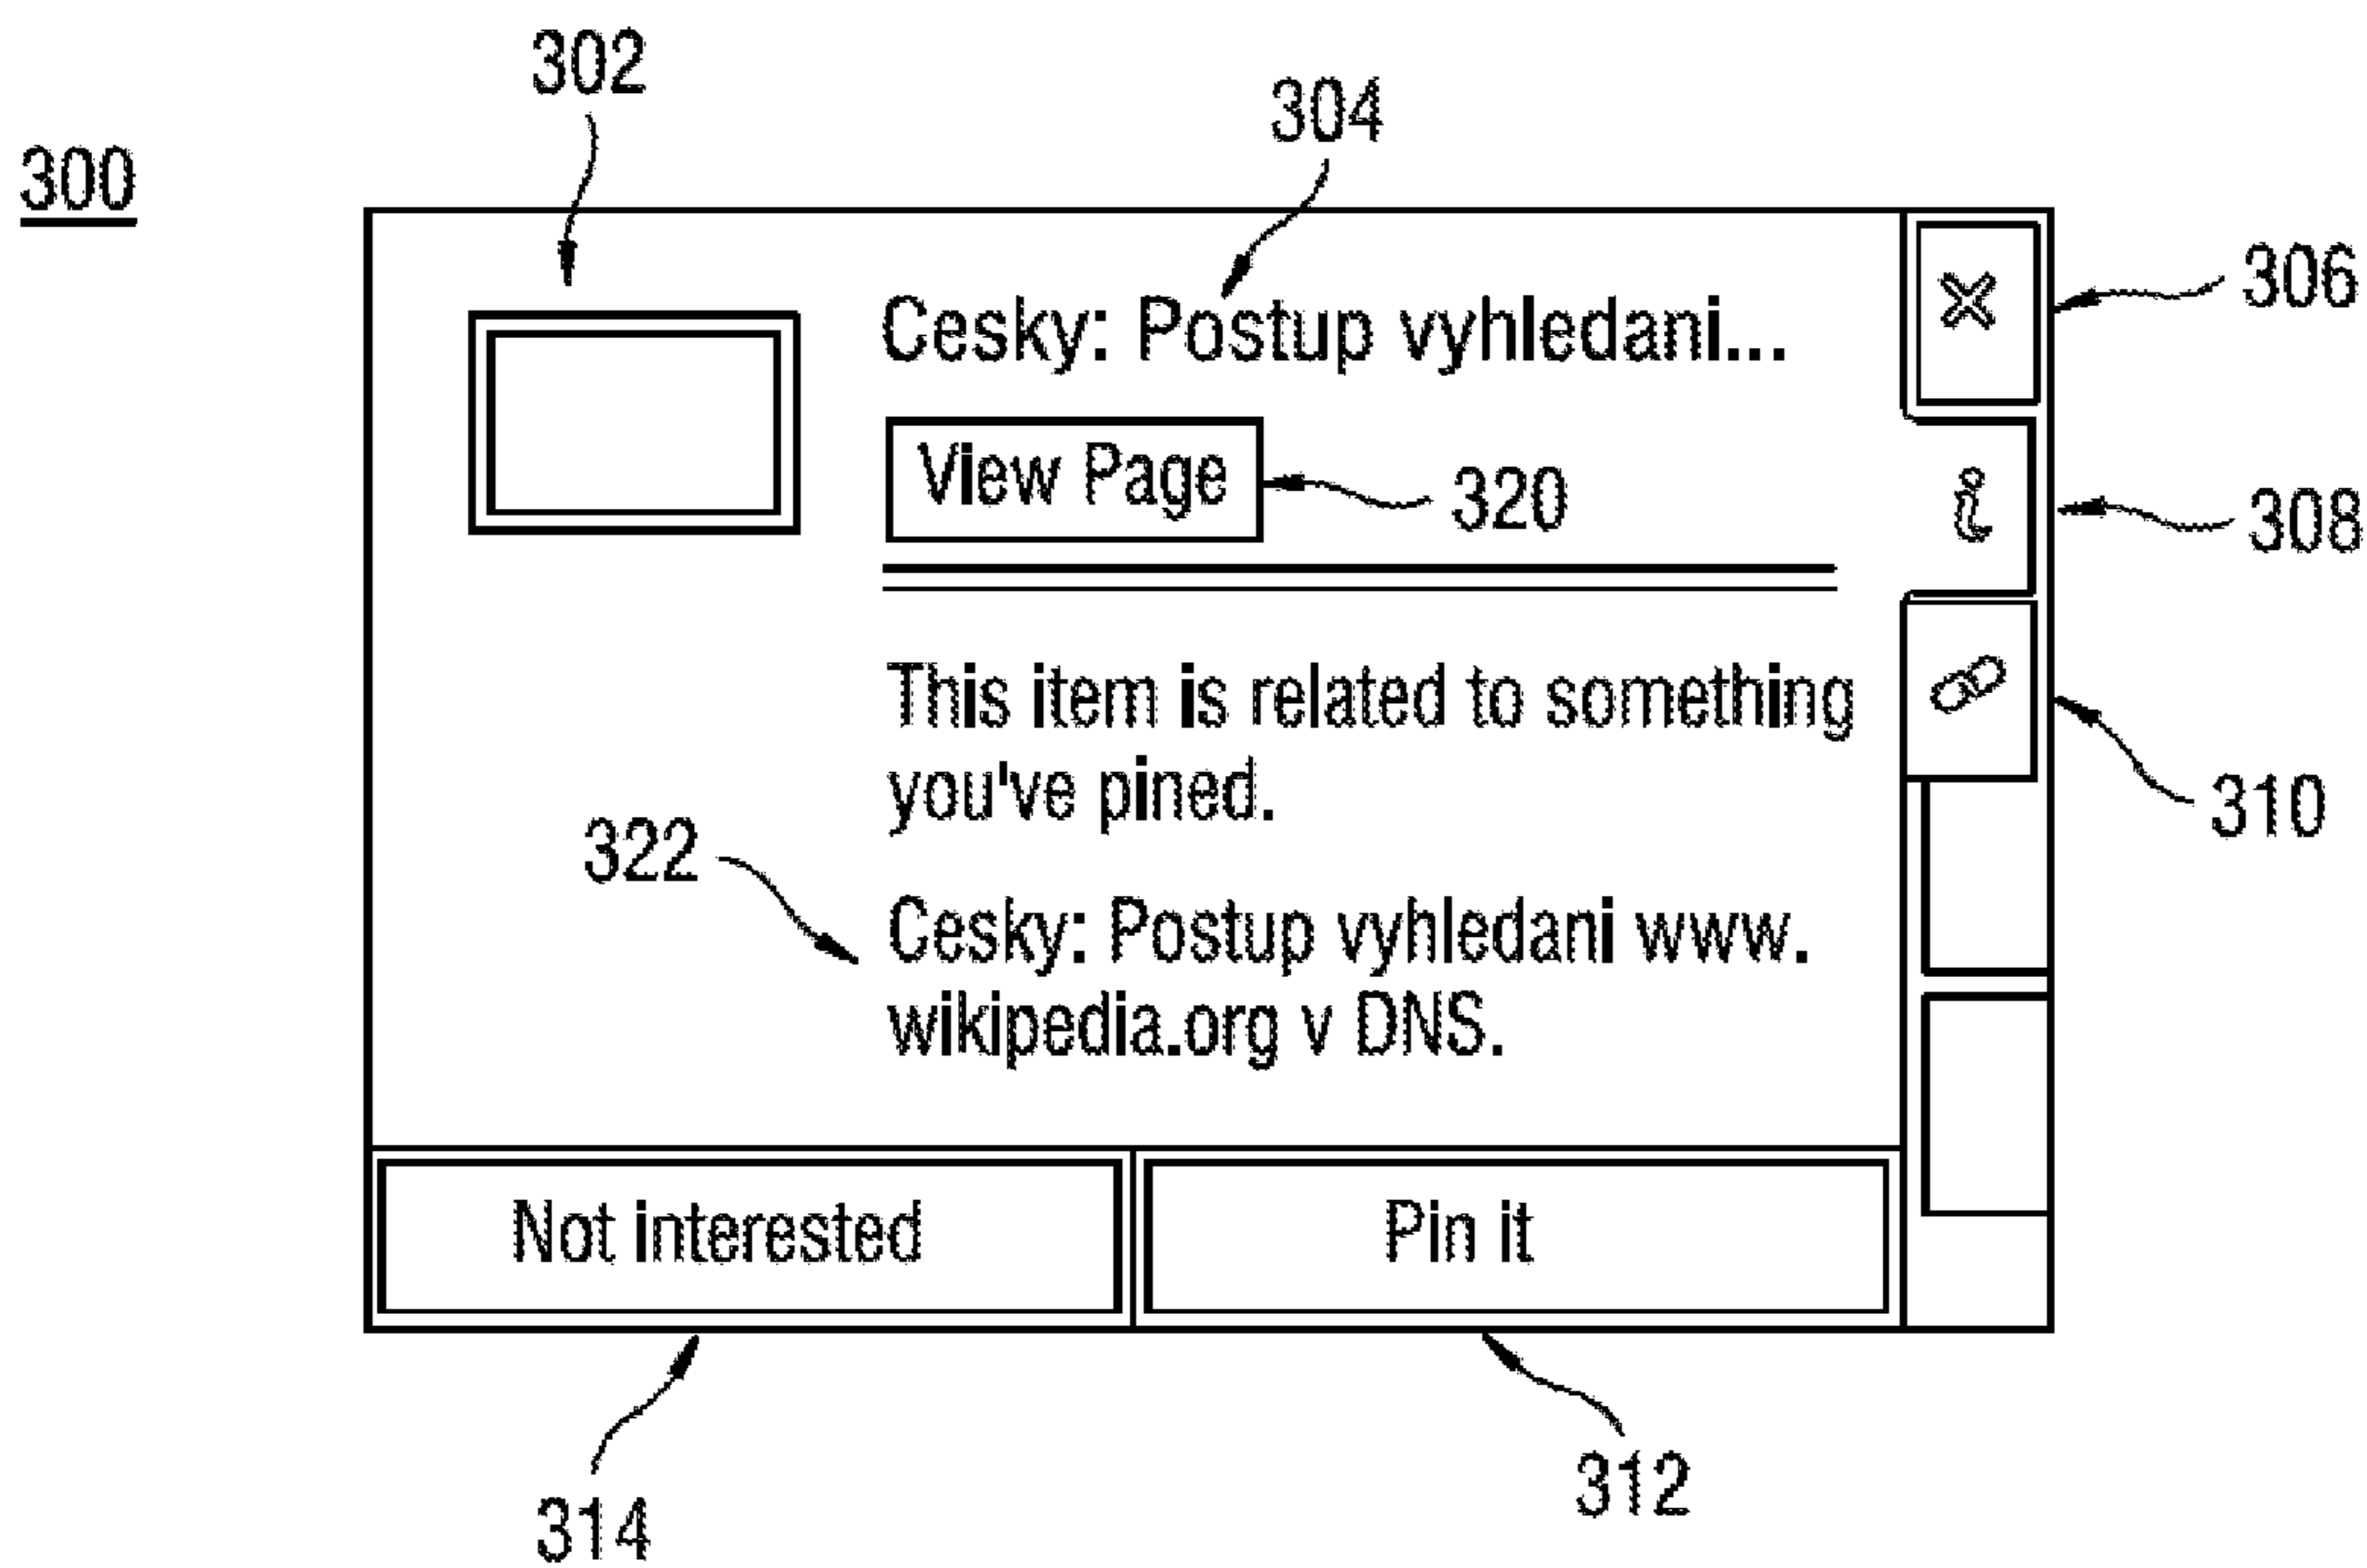 302
304
300
306
Cesky: Postup vyhledani...
View Page
320
i
308
This item is related to something
you've pined.
310
322
Cesky: Postup vyhledani www.
wikipedia.org v DNS.
Not interested
Pin it
312
314